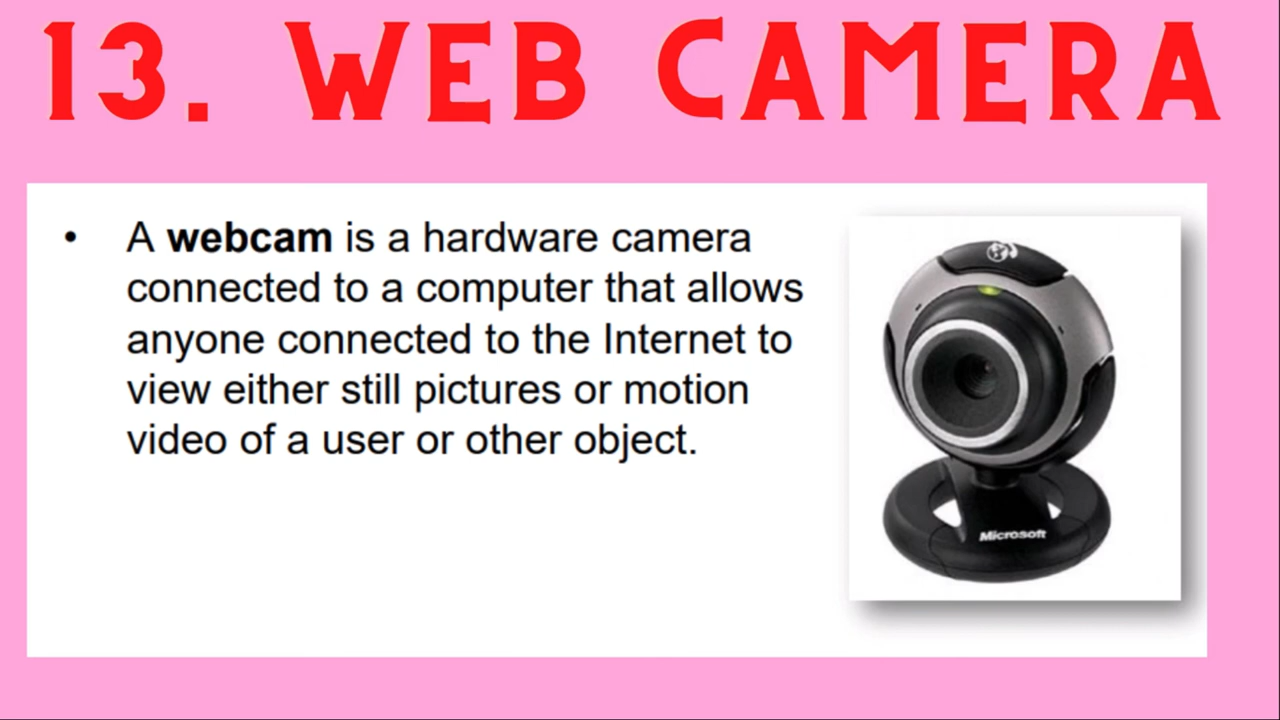 13. WEB CAMERA
• A webcam is a hardware camera
connected to a computer that allows
anyone connected to the Internet to
view either still pictures or motion
video of a user or other object.
Microsoft